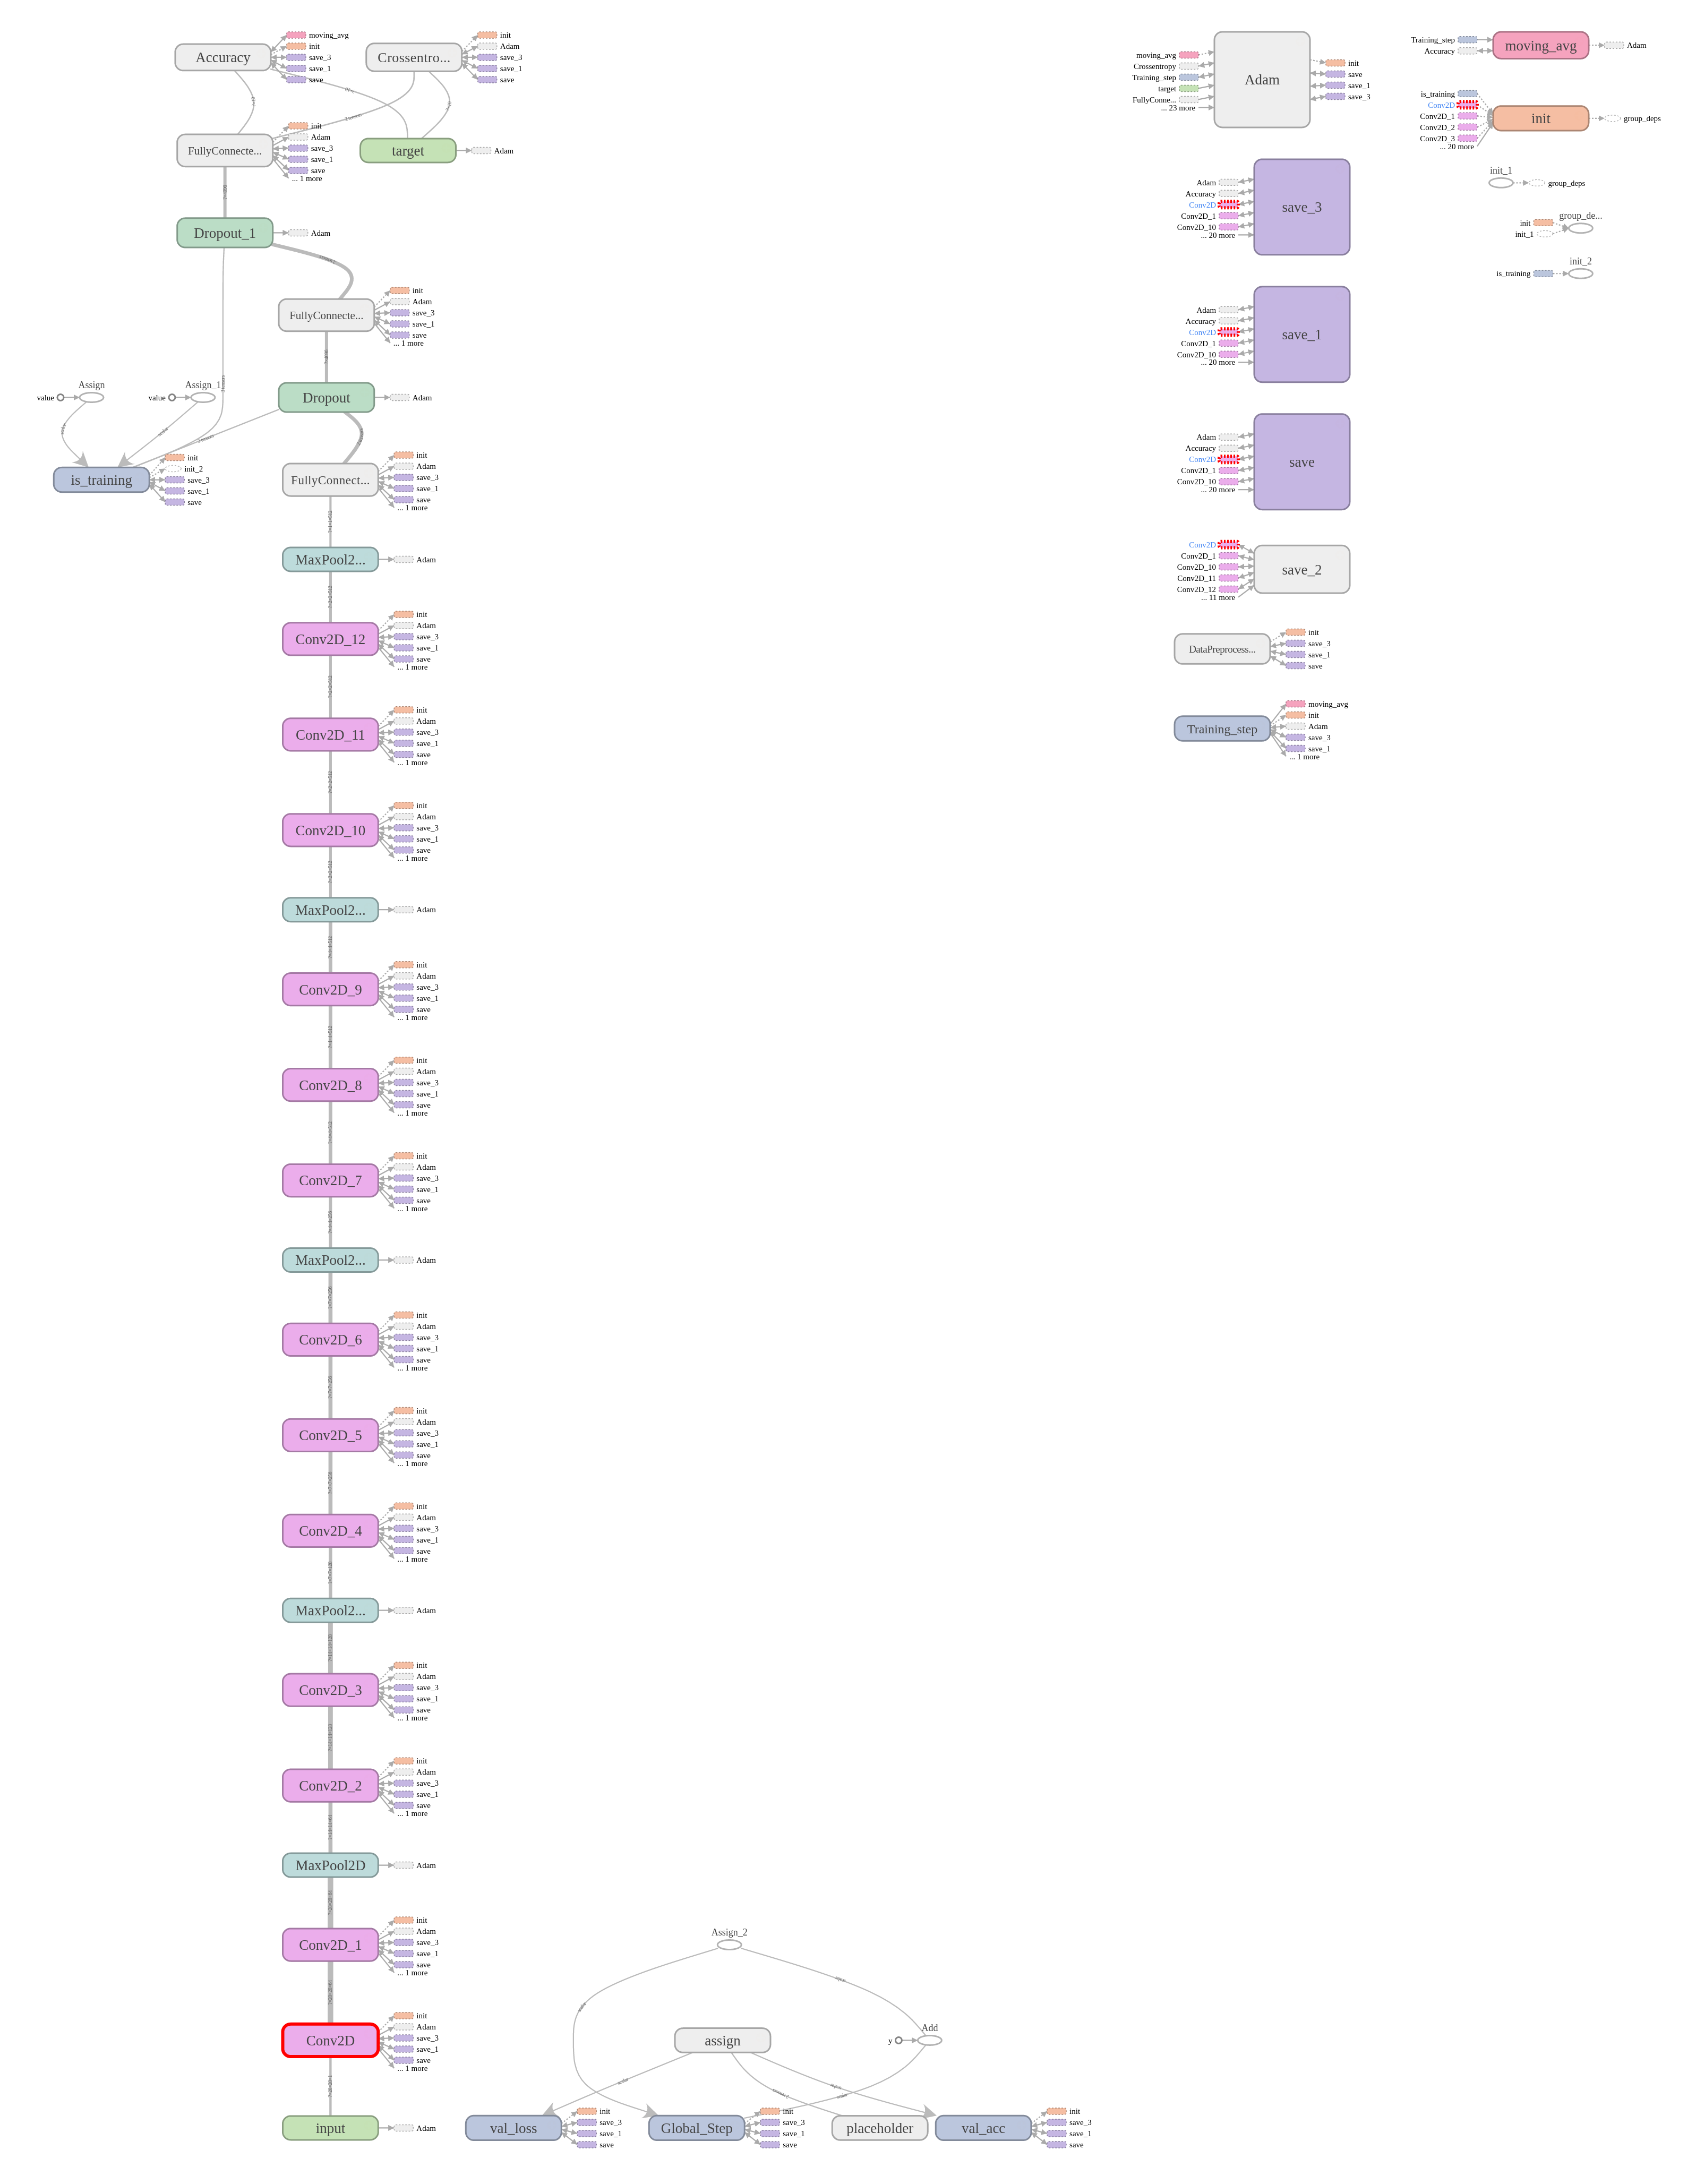 Accuracy
moving_avg
init
save_3
save_1
save
Crossentro...
init
Adam
save_3
save_1
save
FullyConnecte...
init
Adam
save_3
save_1
save
... 1 more
target
Adam
Dropout_1
Adam
FullyConnecte...
init
Adam
save_3
save_1
save
... 1 more
Assign
value
Assign_1
value
Dropout
Adam
is_training
init
init_2
save_3
save_1
save
FullyConnect...
init
Adam
save_3
save_1
save
... 1 more
MaxPool2...
Adam
Conv2D_12
init
Adam
save_3
save_1
save
... 1 more
Conv2D_11
init
Adam
save_3
save_1
save
... 1 more
Conv2D_10
init
Adam
save_3
save_1
save
... 1 more
MaxPool2...
Adam
Conv2D_9
init
Adam
save_3
save_1
save
... 1 more
Conv2D_8
init
Adam
save_3
save_1
save
... 1 more
Conv2D_7
init
Adam
save_3
save_1
save
... 1 more
MaxPool2...
Adam
Conv2D_6
init
Adam
save_3
save_1
save
... 1 more
Conv2D_5
init
Adam
save_3
save_1
save
... 1 more
Conv2D_4
init
Adam
save_3
save_1
save
... 1 more
MaxPool2...
Adam
Conv2D_3
init
Adam
save_3
save_1
save
... 1 more
Conv2D_2
init
Adam
save_3
save_1
save
... 1 more
MaxPool2D
Adam
Conv2D_1
init
Adam
save_3
save_1
save
... 1 more
Conv2D
init
Adam
save_3
save_1
save
... 1 more
input
Adam
Assign_2
assign
Add
y
val_loss
init
save_3
save_1
save
Global_Step
init
save_3
save_1
save
placeholder
val_acc
init
save_3
save_1
save
moving_avg
Crossentropy
Training_step
target
FullyConne...
... 23 more
Adam
init
save
save_1
save_3
Adam
Accuracy
Conv2D
Conv2D_1
Conv2D_10
... 20 more
save_3
Adam
Accuracy
Conv2D
Conv2D_1
Conv2D_10
... 20 more
save_1
Adam
Accuracy
Conv2D
Conv2D_1
Conv2D_10
... 20 more
save
Conv2D
Conv2D_1
Conv2D_10
Conv2D_11
Conv2D_12
... 11 more
save_2
DataPreprocess...
init
save_3
save_1
save
Training_step
moving_avg
init
Adam
save_3
save_1
... 1 more
Training_step
Accuracy
moving_avg
Adam
is_training
Conv2D
Conv2D_1
Conv2D_2
Conv2D_3
... 20 more
init
group_deps
init_1
group_deps
group_de...
init
init_1
init_2
is_training